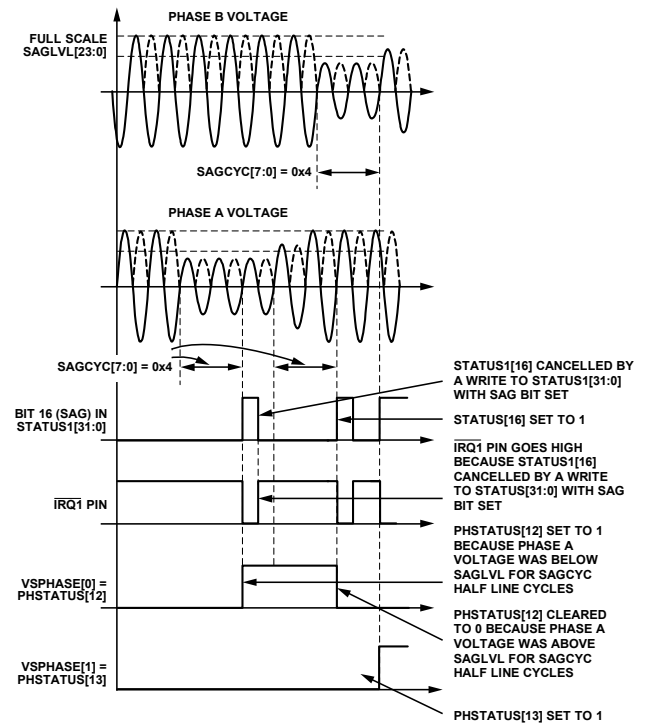 PHASE B VOLTAGE
FULL SCALE
SAGLVL[23:0]
SAGCYC[7:0] = 0x4
PHASE A VOLTAGE
SAGCYC[7:0] = 0x4
BIT 16 (SAG) IN
STATUS1[31:0]
IRQ1 PIN
VSPHASE[0] =
PHSTATUS[12]
VSPHASE[1] =
PHSTATUS[13]
STATUS1[16] CANCELLED BY
A WRITE TO STATUS1[31:0]
WITH SAG BIT SET
STATUS[16] SET TO 1
IRQ1 PIN GOES HIGH
BECAUSE STATUS1[16]
CANCELLED BY A WRITE
TO STATUS[31:0] WITH SAG
BIT SET
PHSTATUS[12] SET TO 1
BECAUSE PHASE A
VOLTAGE WAS BELOW
SAGLVL FOR SAGCYC
HALF LINE CYCLES
PHSTATUS[12] CLEARED
TO 0 BECAUSE PHASE A
VOLTAGE WAS ABOVE
SAGLVL FOR SAGCYC
HALF LINE CYCLES
PHSTATUS[13] SET TO 1